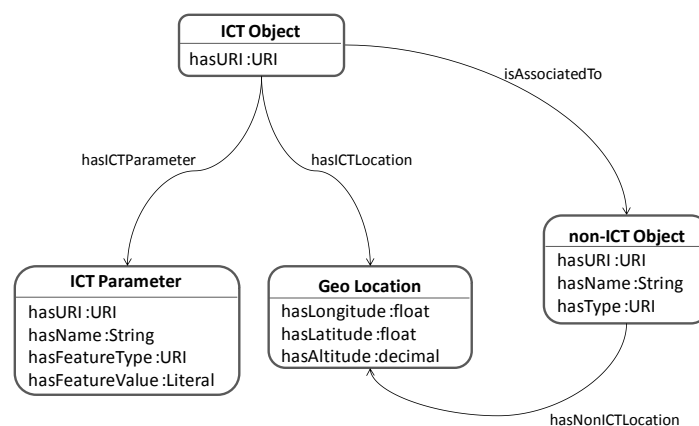 ICT Object
hasURI :URI
isAssociatedTo
hasICTParameter
hasICTLocation
non-ICT Object
hasURI :URI
hasName :String
hasType :URI
ICT Parameter
hasURI :URI
hasName :String
hasFeatureType :URI
hasFeatureValue :Literal
Geo Location
hasLongitude :float
hasLatitude :float
hasAltitude :decimal
hasNonICTLocation